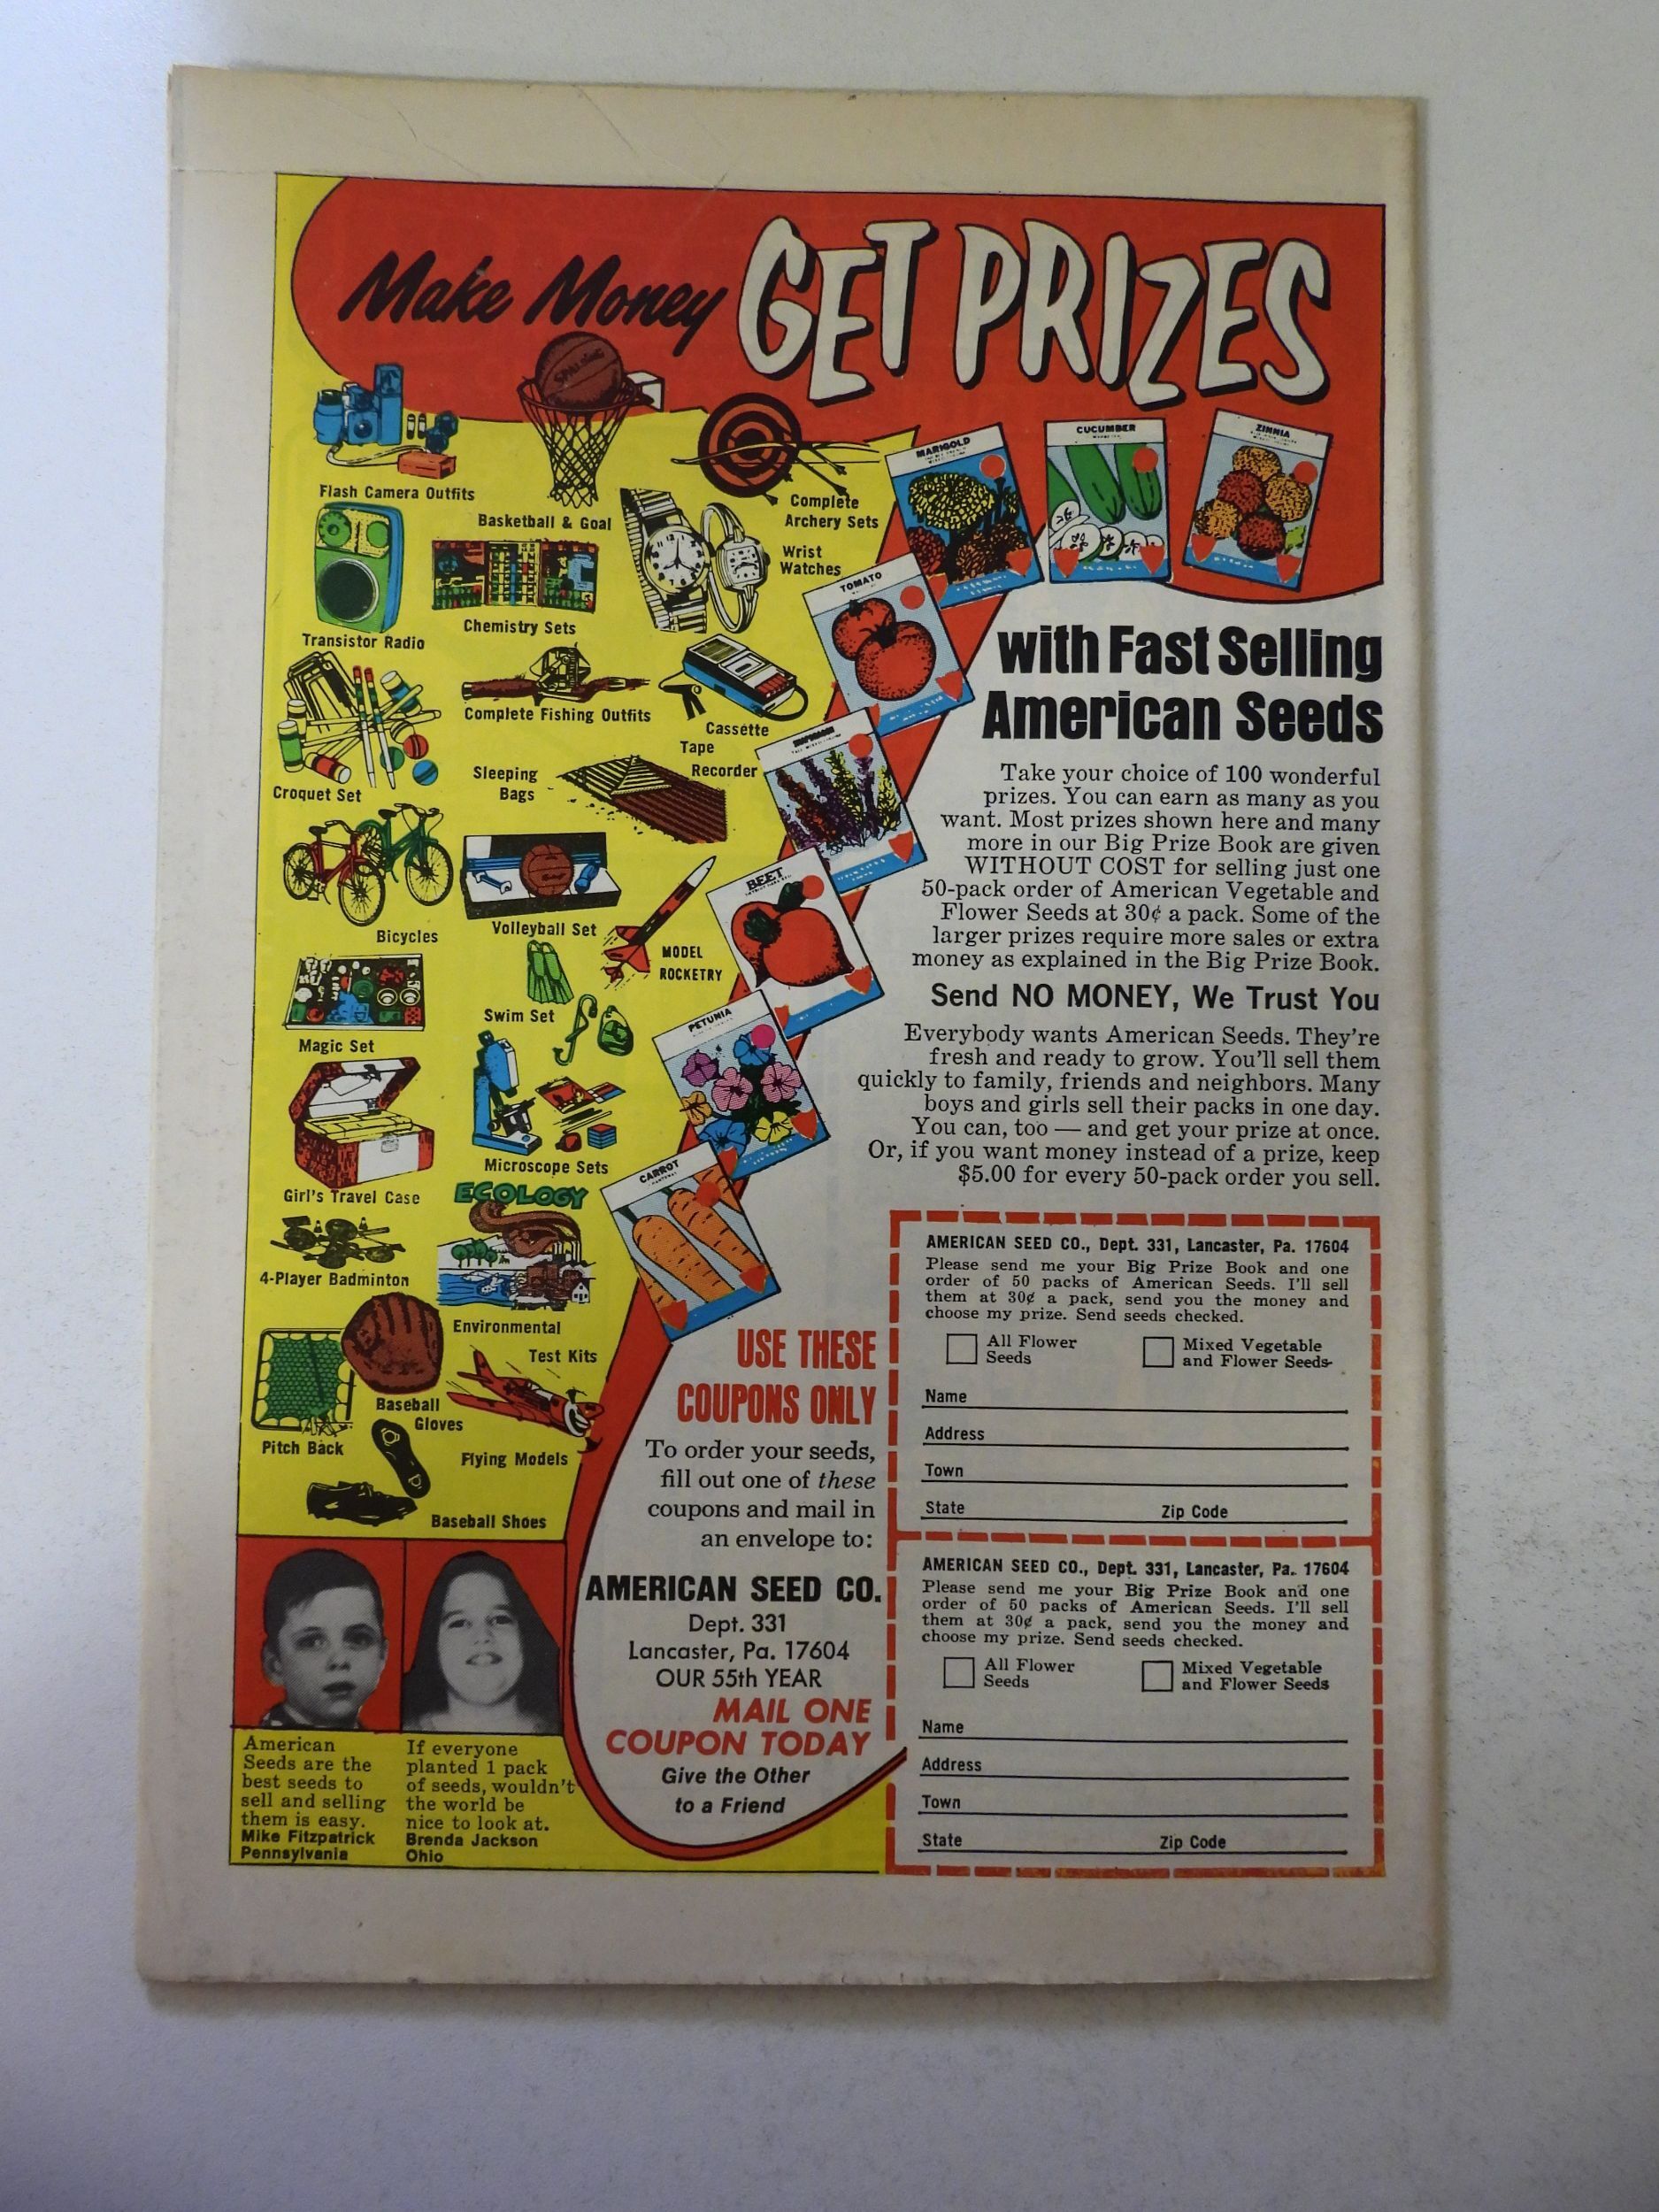 Make Money GET PRIZES
SPALDING
Flash Camera Outfits
Basketball & Goal
Complete
Archery Sets
Wrist
Watches
Transistor Radio
Chemistry Sets
Complete Fishing Outfits
Cassette
Tape
Recorder
Croquet Set
Sleeping
Bags
Bicycles
Volleyball Set
MODEL
ROCKETRY
Swim Set
Magic Set
Girl's Travel Case
Microscope Sets
ECOLOGY
4-Player Badminton
Environmental
Test Kits
Baseball
Gloves
Pitch Back
Flying Models
Baseball Shoes
MARIGOLD
CUCUMBER
ZINNIA
TOMATO
BEET
PETUNIA
CARROT
with Fast Selling
American Seeds
Take your choice of 100 wonderful
prizes. You can earn as many as you
want. Most prizes shown here and many
more in our Big Prize Book are given
WITHOUT COST for selling just one
50-pack order of American Vegetable and
Flower Seeds at 30¢ a pack. Some of the
larger prizes require more sales or extra
money as explained in the Big Prize Book.
Send NO MONEY, We Trust You
Everybody wants American Seeds. They're
fresh and ready to grow. You'll sell them
quickly to family, friends and neighbors. Many
boys and girls sell their packs in one day.
You can, too — and get your prize at once.
Or, if you want money instead of a prize, keep
$5.00 for every 50-pack order you sell.
USE THESE
COUPONS ONLY
To order your seeds,
fill out one of these
coupons and mail in
an envelope to:
AMERICAN SEED CO.
Dept. 331
Lancaster, Pa. 17604
OUR 55th YEAR
MAIL ONE
COUPON TODAY
Give the Other
to a Friend
AMERICAN SEED CO., Dept. 331, Lancaster, Pa. 17604
Please send me your Big Prize Book and one
order of 50 packs of American Seeds. I'll sell
them at 30¢ a pack, send you the money and
choose my prize. Send seeds checked.
All Flower
Seeds
Mixed Vegetable
and Flower Seeds
Name
Address
Town
State Zip Code
AMERICAN SEED CO., Dept. 331, Lancaster, Pa. 17604
Please send me your Big Prize Book and one
order of 50 packs of American Seeds. I'll sell
them at 30¢ a pack, send you the money and
choose my prize. Send seeds checked.
All Flower
Seeds
Mixed Vegetable
and Flower Seeds
Name
Address
Town
State Zip Code
American
Seeds are the
best seeds to
sell and selling
them is easy.
Mike Fitzpatrick
Pennsylvania
If everyone
planted 1 pack
of seeds, wouldn't
the world be
nice to look at.
Brenda Jackson
Ohio